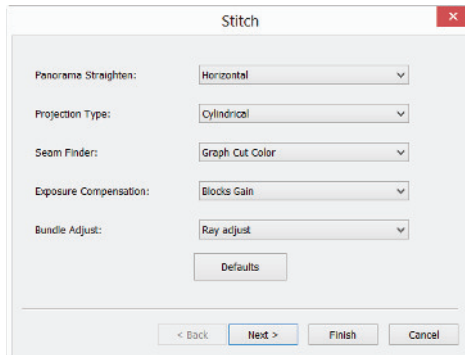 Stitch
Panorama Straighten: Horizontal
Projection Type: Cylindrical
Seam Finder: Graph Cut Color
Exposure Compensation: Blocks Gain
Bundle Adjust: Ray adjust
Defaults
< Back Next > Finish Cancel